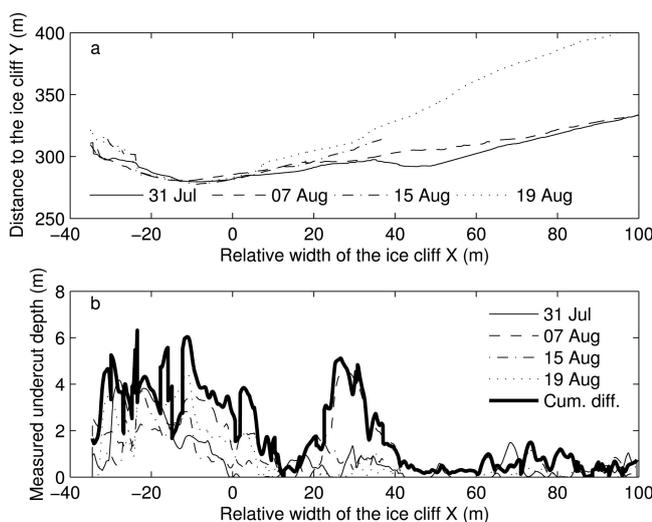 400
a
350
300
250
31 Jul
07 Aug
15 Aug
19 Aug
-40
-20
0
20
40
60
80
100
Distance to the ice cliff Y (m)
Relative width of the ice cliff X (m)
8
b
6
4
2
0
31 Jul
07 Aug
15 Aug
19 Aug
Cum. diff.
-40
-20
0
20
40
60
80
100
Measured undercut depth (m)
Relative width of the ice cliff X (m)